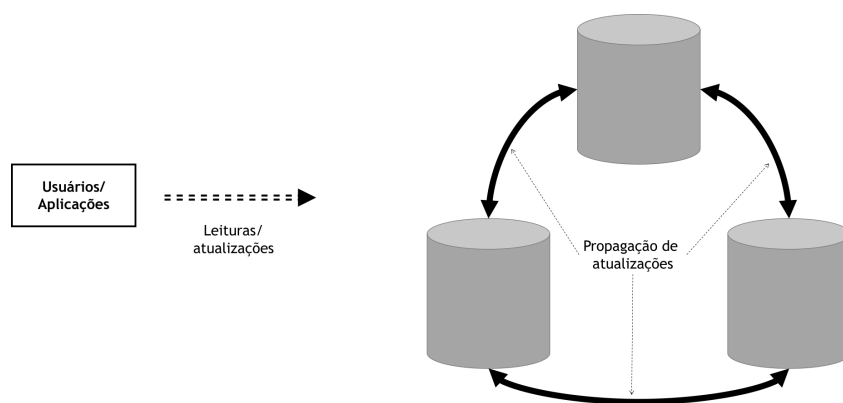 Usuários/
Aplicações
Leituras/
atualizações
Propagação de
atualizações